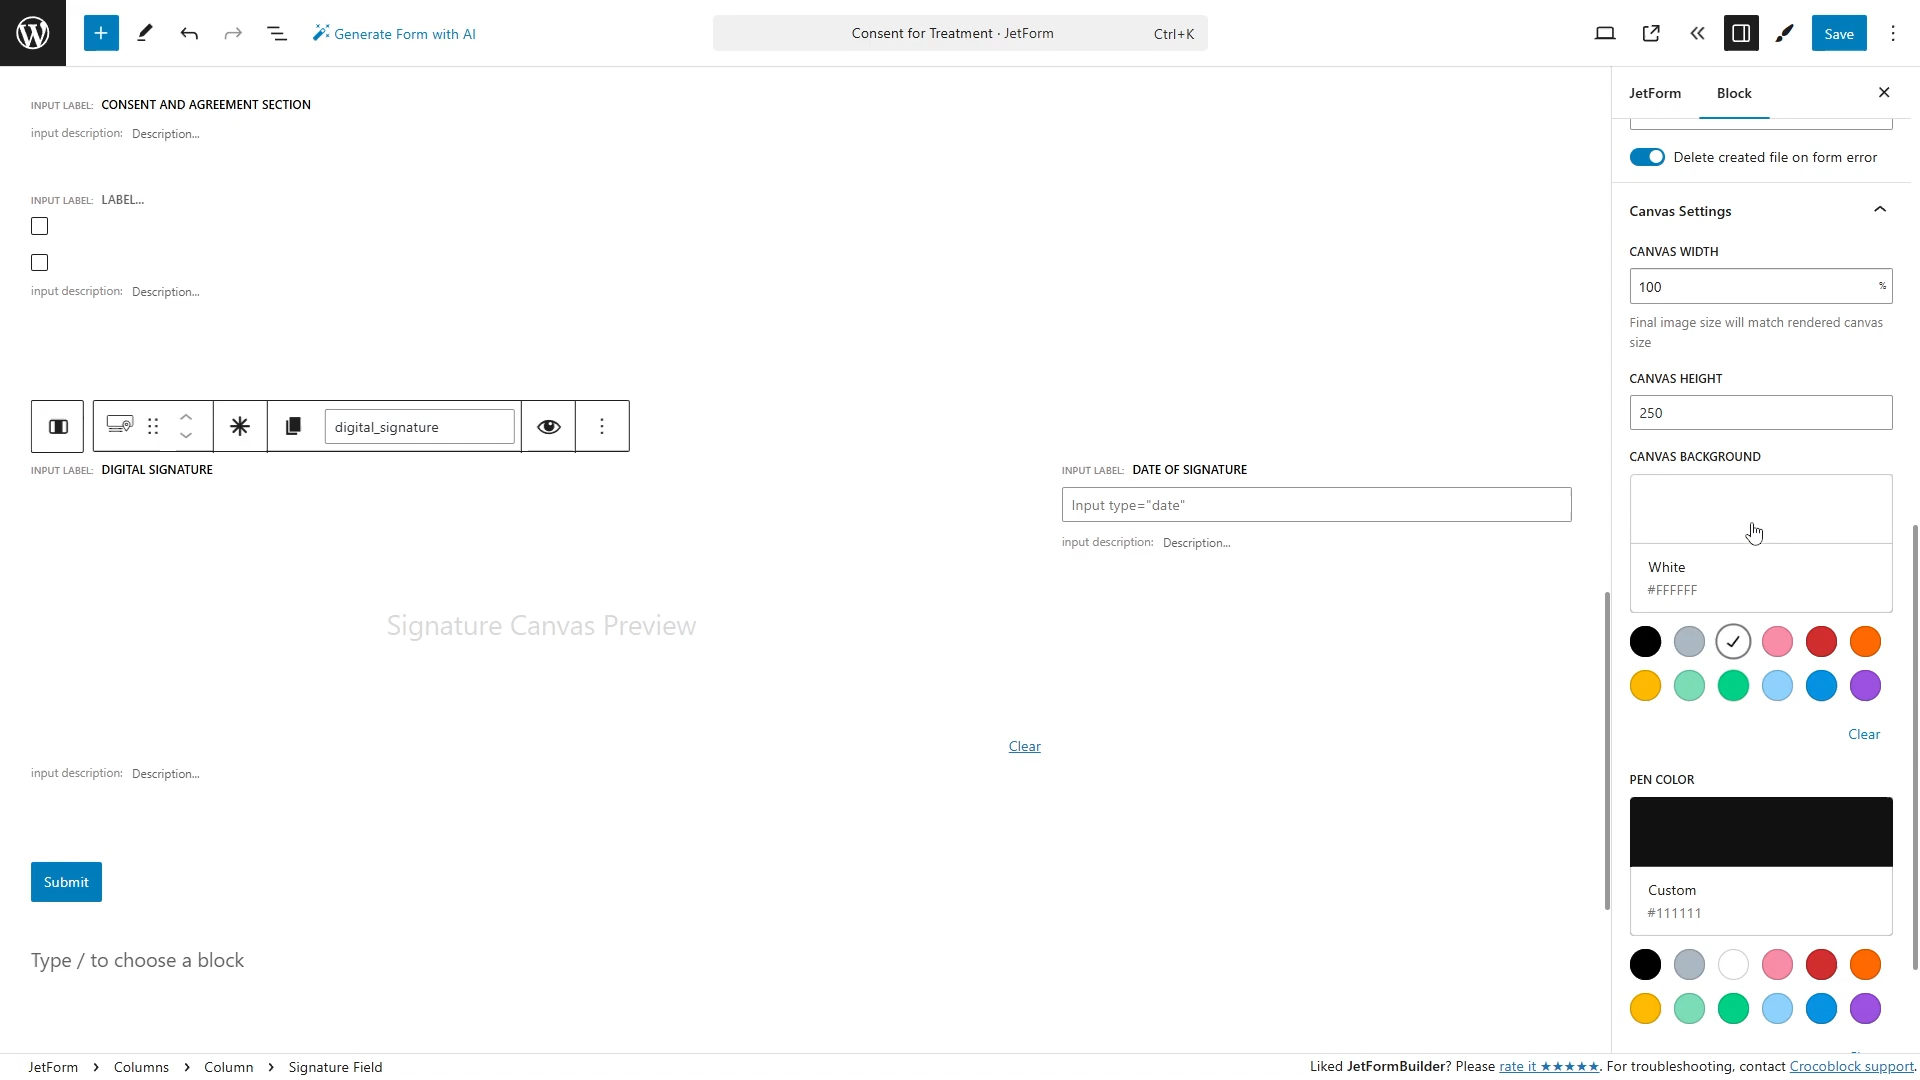 Generate Form with AI
Consent for Treatment · JetForm Ctrl+K
Save
INPUT LABEL: CONSENT AND AGREEMENT SECTION
input description: Description...
INPUT LABEL: LABEL...
input description: Description...
digital_signature
INPUT LABEL: DIGITAL SIGNATURE
Signature Canvas Preview
Clear
input description: Description...
INPUT LABEL: DATE OF SIGNATURE
Input type="date"
input description: Description...
Submit
Type / to choose a block
JetForm Block
Delete created file on form error
Canvas Settings
CANVAS WIDTH
100 %
Final image size will match rendered canvas
size
CANVAS HEIGHT
250
CANVAS BACKGROUND
White
#FFFFFF
Clear
PEN COLOR
Custom
#111111
JetForm > Columns > Column > Signature Field
Liked JetFormBuilder? Please rate it ★★★★★. For troubleshooting, contact Crocoblock support.